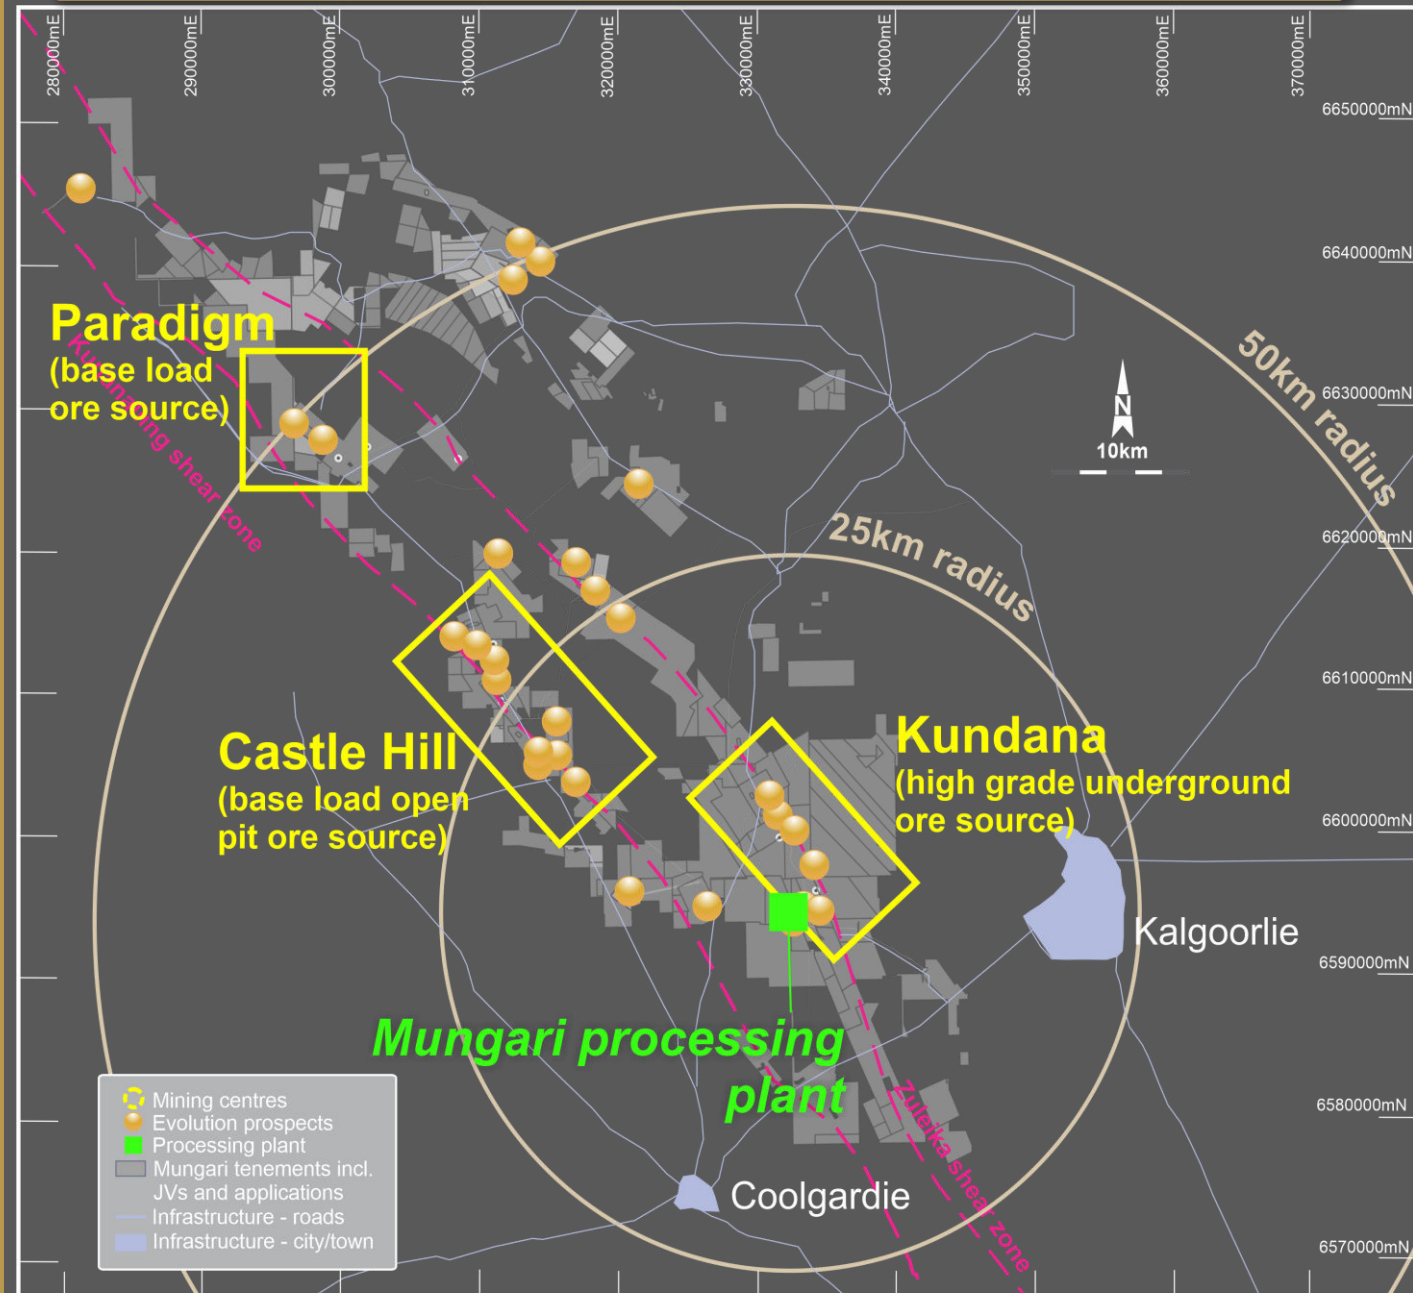 280000mE
290000mE
300000mE
310000mE
320000mE
330000mE
340000mE
350000mE
360000mE
370000mE
6650000mN
6640000mN
6630000mN
6620000mN
6610000mN
6600000mN
6590000mN
6580000mN
6570000mN
Paradigm
(base load
ore source)
Kunanalling shear zone
N
10km
50km radius
25km radius
Castle Hill
(base load open
pit ore source)
Kundana
(high grade underground
ore source)
Kalgoorlie
Mungari processing
plant
Zuleika shear zone
Coolgardie
Mining centres
Evolution prospects
Processing plant
Mungari tenements incl.
JVs and applications
Infrastructure - roads
Infrastructure - city/town